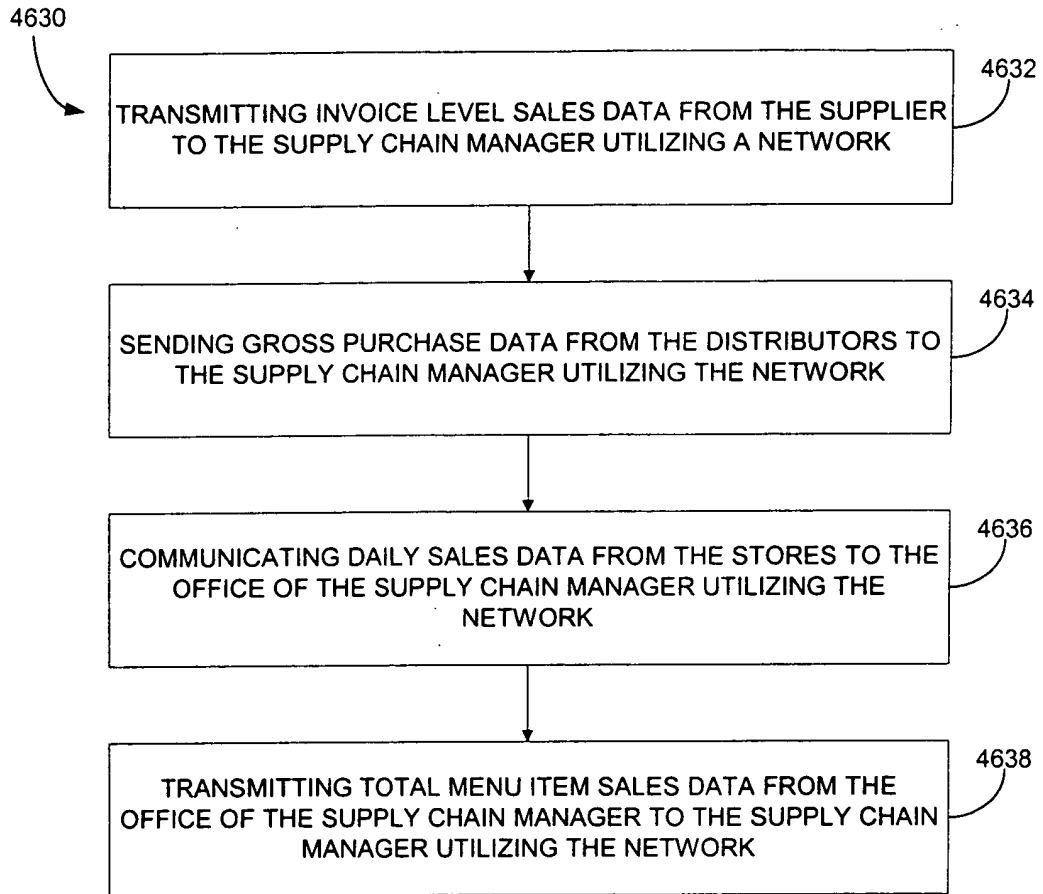 4630
4632
TRANSMITTING INVOICE LEVEL SALES DATA FROM THE SUPPLIER
TO THE SUPPLY CHAIN MANAGER UTILIZING A NETWORK
4634
SENDING GROSS PURCHASE DATA FROM THE DISTRIBUTORS TO
THE SUPPLY CHAIN MANAGER UTILIZING THE NETWORK
4636
COMMUNICATING DAILY SALES DATA FROM THE STORES TO THE
OFFICE OF THE SUPPLY CHAIN MANAGER UTILIZING THE
NETWORK
4638
TRANSMITTING TOTAL MENU ITEM SALES DATA FROM THE
OFFICE OF THE SUPPLY CHAIN MANAGER TO THE SUPPLY CHAIN
MANAGER UTILIZING THE NETWORK